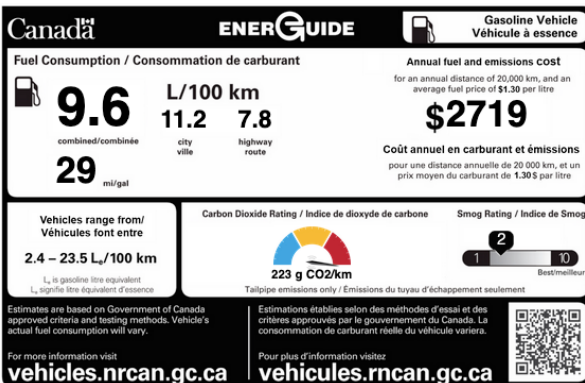 Canada
ENERGUIDE
Gasoline Vehicle
Véhicule à essence
Fuel Consumption / Consommation de carburant
9.6
combined/combinée
29 mi/gal
L/100 km
11.2 7.8
city highway
ville route
Annual fuel and emissions COST
for an annual distance of 20,000 km, and an
average fuel price of $1.30 per litre
$2719
Coût annuel en carburant et émissions
pour une distance annuelle de 20 000 km, et un
prix moyen du carburant de 1.30 $ par litre
Vehicles range from/
Véhicules font entre
2.4 – 23.5 Le/100 km
Le is gasoline litre equivalent
Le signifie litre équivalent d'essence
Carbon Dioxide Rating / Indice de dioxyde de carbone
223 g CO2/km
Smog Rating / Indice de Smog
2
1 10
Best/meilleur
Tailpipe emissions only / Émissions du tuyau d'échappement seulement
Estimates are based on Government of Canada
approved criteria and testing methods. Vehicle's
actual fuel consumption will vary.
For more information visit
vehicles.nrcan.gc.ca
Estimations établies selon des méthodes d'essai et des
critères approuvés par le gouvernement du Canada. La
consommation de carburant réelle du véhicule variera.
Pour plus d'information visitez
vehicules.rncan.gc.ca